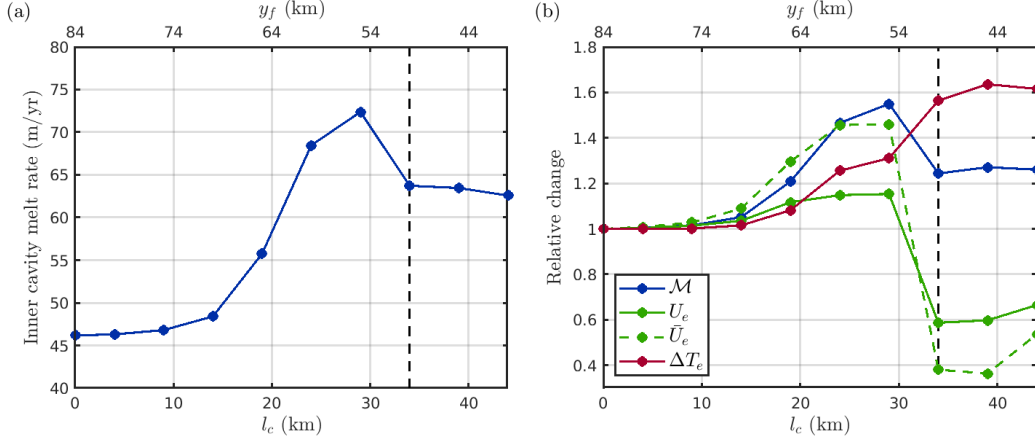 (a)
y_f (km)
84 74 64 54 44
Inner cavity melt rate (m/yr)
80
75
70
65
60
55
50
45
40
0 10 20 30 40
l_c (km)
(b)
y_f (km)
84 74 64 54 44
Relative change
1.8
1.6
1.4
1.2
1
0.8
0.6
0.4
ℳ
U_e
Ū_e
ΔT_e
0 10 20 30 40
l_c (km)